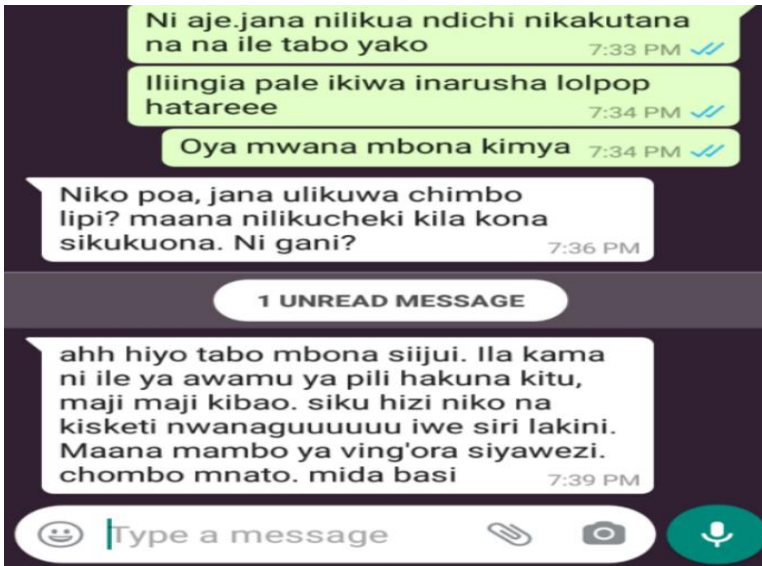 Ni aje.jana nilikua ndichi nikakutana
na na ile tabo yako
7:33 PM
Iliingia pale ikiwa inarusha lolpop
hatareee
7:34 PM
Oya mwana mbona kimya 7:34 PM
Niko poa, jana ulikuwa chimbo
lipi? maana nilikucheki kila kona
sikukuona. Ni gani?
7:36 PM
1 UNREAD MESSAGE
ahh hiyo tabo mbona siijui. Ila kama
ni ile ya awamu ya pili hakuna kitu,
maji maji kibao. siku hizi niko na
kisketi nwanaguuuuuu iwe siri lakini.
Maana mambo ya ving'ora siyawezi.
chombo mnato. mida basi
7:39 PM
Type a message